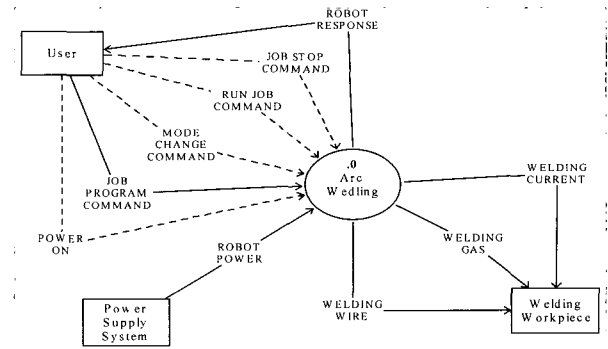 ROBOT
RESPONSE
User
JOB STOP
COMMAND
RUN JOB
COMMAND
MODE
CHANGE
COMMAND
.0
Arc
Wedling
WELDING
CURRENT
JOB
PROGRAM
COMMAND
POWER
ON
ROBOT
POWER
WELDING
GAS
WELDING
WIRE
Power
Supply
System
Welding
Workpiece